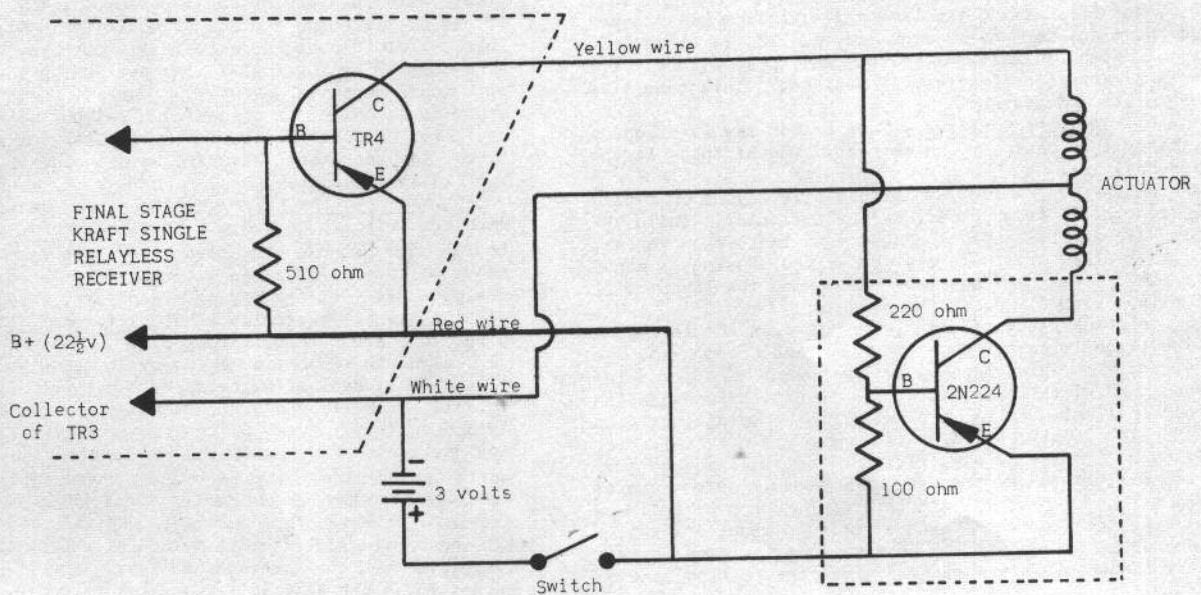 Yellow wire
C
B
TR4
E
ACTUATOR
FINAL STAGE
KRAFT SINGLE
RELAYLESS
RECEIVER
510 ohm
220 ohm
B+ (22½v)
Red wire
C
B
2N224
E
White wire
Collector
of TR3
-
3 volts
+
100 ohm
Switch